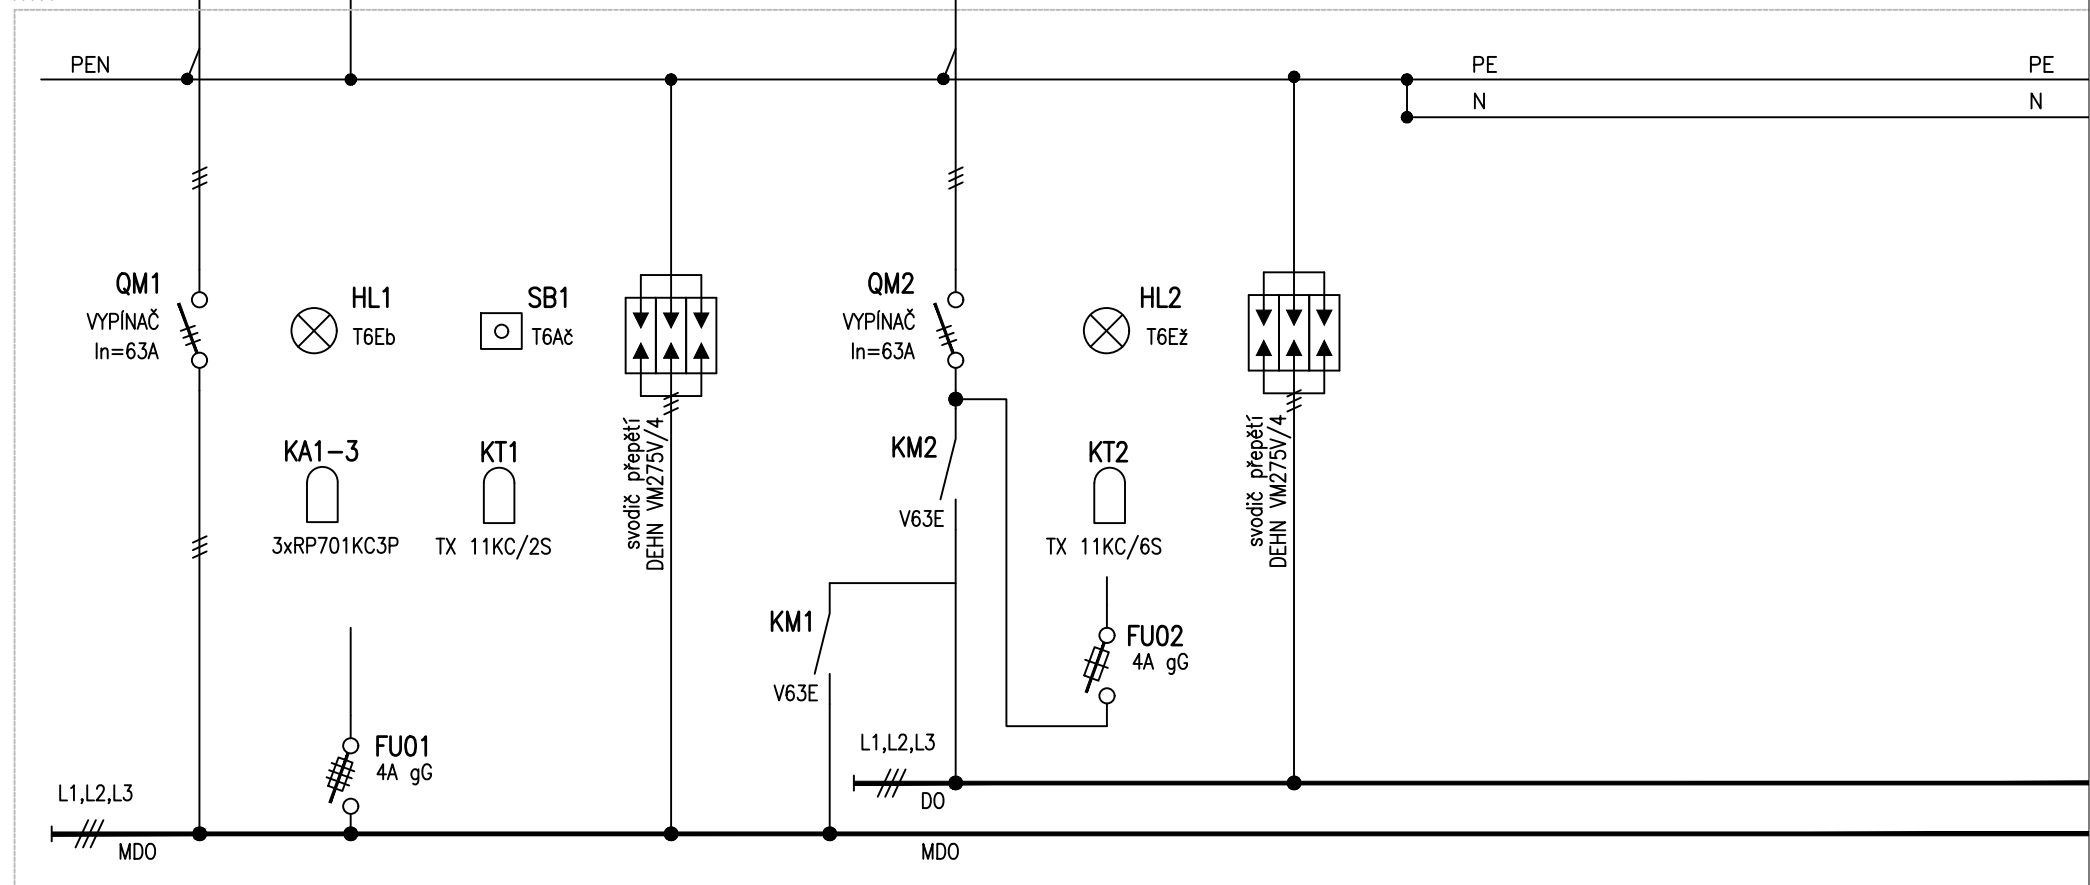 PEN
PE
PE
N
N
QM1
VYPÍNAČ
In=63A
HL1
T6Eb
SB1
T6Ač
QM2
VYPÍNAČ
In=63A
HL2
T6Ež
KA1-3
3xRP701KC3P
KT1
TX 11KC/2S
svodič přepětí
DEHN VM275V/4
KM2
V63E
KT2
TX 11KC/6S
svodič přepětí
DEHN VM275V/4
KM1
V63E
FU02
4A gG
FU01
4A gG
L1,L2,L3
DO
L1,L2,L3
MDO
MDO